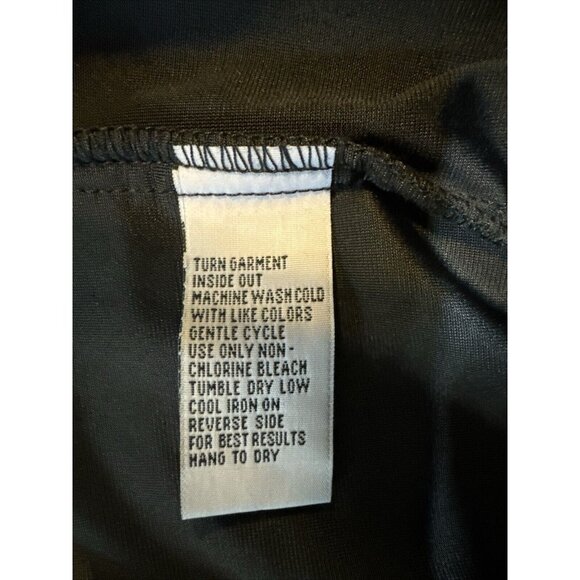 TURN GARMENT
INSIDE OUT
MACHINE WASH COLD
WITH LIKE COLORS
GENTLE CYCLE
USE ONLY NON-
CHLORINE BLEACH
TUMBLE DRY LOW
COOL IRON ON
REVERSE SIDE
FOR BEST RESULTS
HANG TO DRY